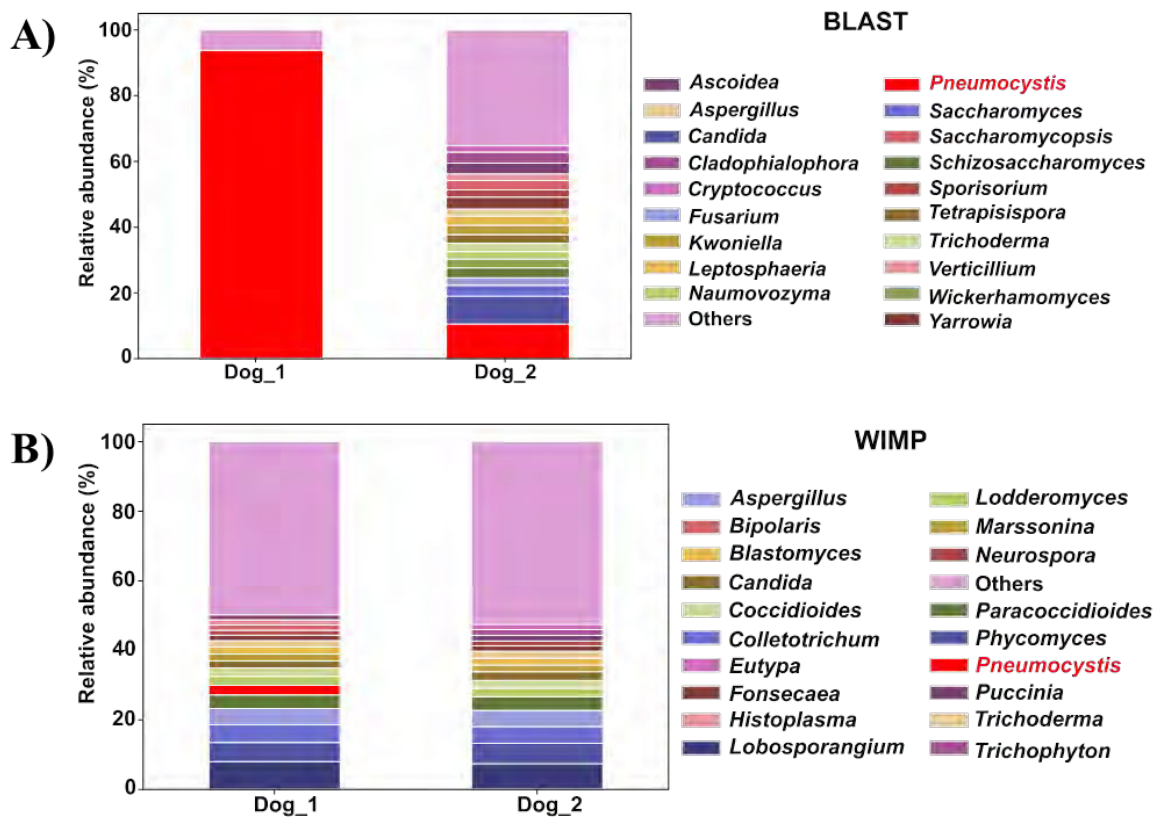 A)
BLAST
Relative abundance (%)
100
80
60
40
20
0
Dog_1
Dog_2
Ascoidea
Aspergillus
Candida
Cladophialophora
Cryptococcus
Fusarium
Kwoniella
Leptosphaeria
Naumovozyma
Others
Pneumocystis
Saccharomyces
Saccharomycopsis
Schizosaccharomyces
Sporisorium
Tetrapisispora
Trichoderma
Verticillium
Wickerhamomyces
Yarrowia
B)
WIMP
Relative abundance (%)
100
80
60
40
20
0
Dog_1
Dog_2
Aspergillus
Bipolaris
Blastomyces
Candida
Coccidioides
Colletotrichum
Eutypa
Fonsecaea
Histoplasma
Lobosporangium
Lodderomyces
Marssonina
Neurospora
Others
Paracoccidioides
Phycomyces
Pneumocystis
Puccinia
Trichoderma
Trichophyton